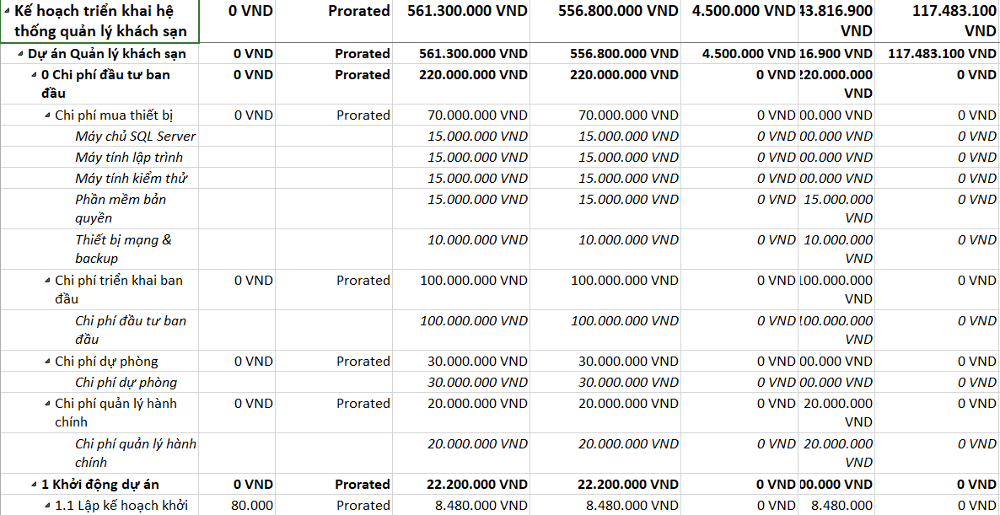 Kế hoạch triển khai hệ thống quản lý khách sạn 0 VND Prorated 561.300.000 VND 556.800.000 VND 4.500.000 VND 43.816.900 VND 117.483.100 VND
Dự án Quản lý khách sạn 0 VND Prorated 561.300.000 VND 556.800.000 VND 4.500.000 VND 16.900 VND 117.483.100 VND
0 Chi phí đầu tư ban đầu 0 VND Prorated 220.000.000 VND 220.000.000 VND 0 VND 220.000.000 VND 0 VND
Chi phí mua thiết bị 0 VND Prorated 70.000.000 VND 70.000.000 VND 0 VND 00.000 VND 0 VND
Máy chủ SQL Server 15.000.000 VND 15.000.000 VND 0 VND 00.000 VND 0 VND
Máy tính lập trình 15.000.000 VND 15.000.000 VND 0 VND 00.000 VND 0 VND
Máy tính kiểm thử 15.000.000 VND 15.000.000 VND 0 VND 00.000 VND 0 VND
Phần mềm bản quyền 15.000.000 VND 15.000.000 VND 0 VND 15.000.000 VND 0 VND
Thiết bị mạng & backup 10.000.000 VND 10.000.000 VND 0 VND 10.000.000 VND 0 VND
Chi phí triển khai ban đầu 0 VND Prorated 100.000.000 VND 100.000.000 VND 0 VND 100.000.000 VND 0 VND
Chi phí đầu tư ban đầu 100.000.000 VND 100.000.000 VND 0 VND 100.000.000 VND 0 VND
Chi phí dự phòng 0 VND Prorated 30.000.000 VND 30.000.000 VND 0 VND 00.000 VND 0 VND
Chi phí dự phòng 30.000.000 VND 30.000.000 VND 0 VND 00.000 VND 0 VND
Chi phí quản lý hành chính 0 VND Prorated 20.000.000 VND 20.000.000 VND 0 VND 20.000.000 VND 0 VND
Chi phí quản lý hành chính 20.000.000 VND 20.000.000 VND 0 VND 20.000.000 VND 0 VND
1 Khởi động dự án 0 VND Prorated 22.200.000 VND 22.200.000 VND 0 VND 00.000 VND 0 VND
1.1 Lập kế hoạch khởi 80.000 Prorated 8.480.000 VND 8.480.000 VND 0 VND 8.480.000 0 VND